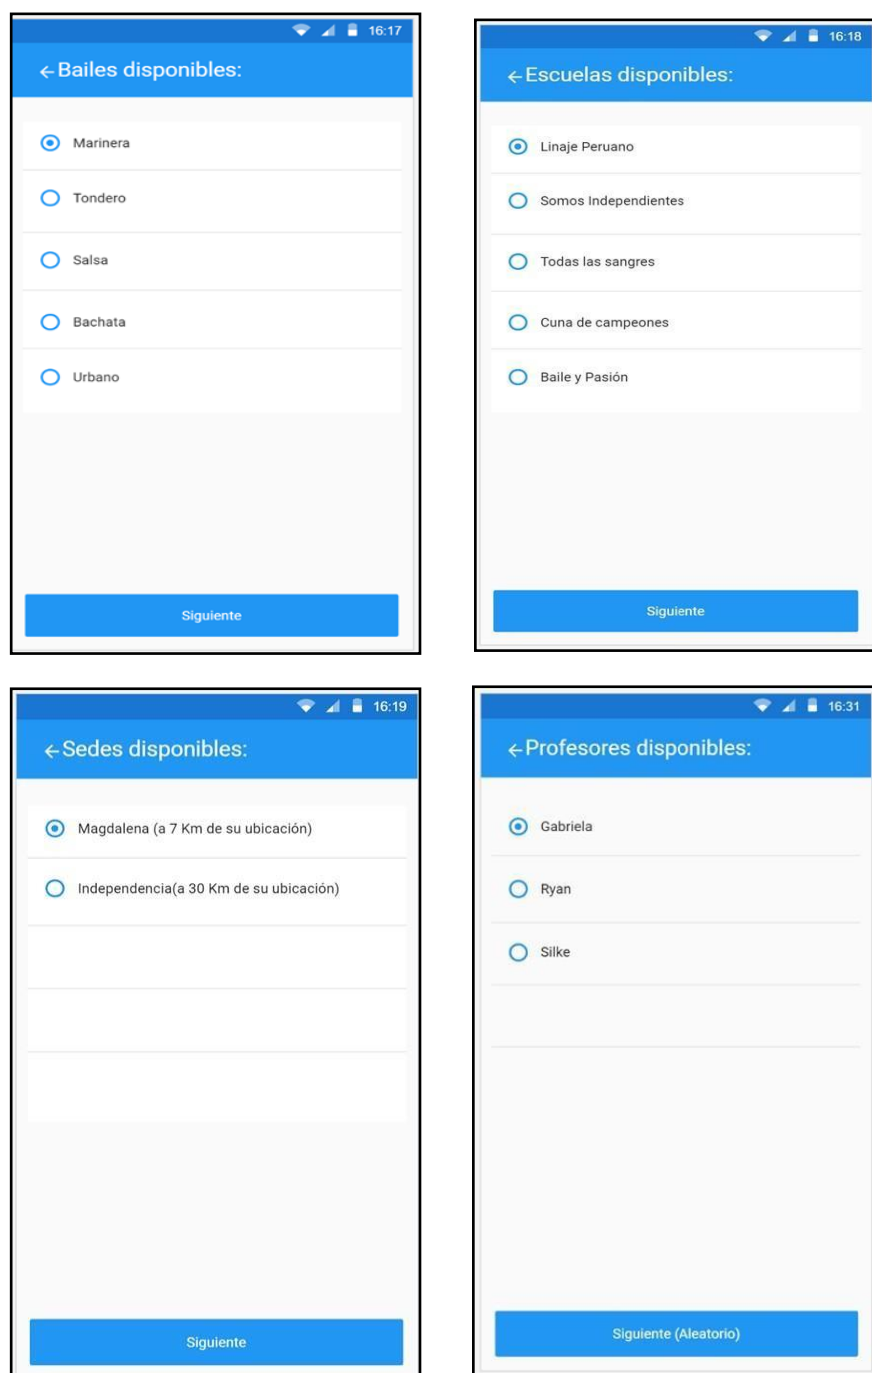 16:17
←Bailes disponibles:
Marinera
Tondero
Salsa
Bachata
Urbano
Siguiente
16:18
←Escuelas disponibles:
Linaje Peruano
Somos Independientes
Todas las sangres
Cuna de campeones
Baile y Pasión
Siguiente
16:19
←Sedes disponibles:
Magdalena (a 7 Km de su ubicación)
Independencia(a 30 Km de su ubicación)
Siguiente
16:31
←Profesores disponibles:
Gabriela
Ryan
Silke
Siguiente (Aleatorio)